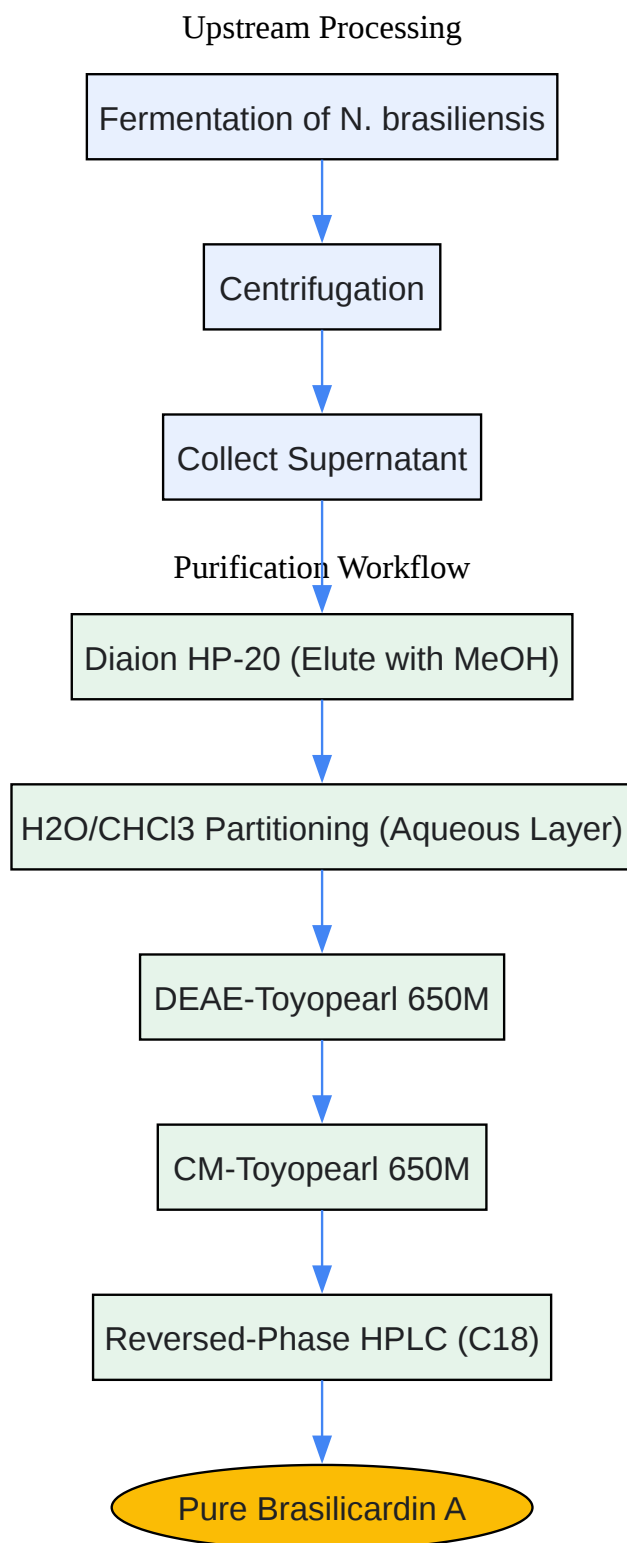 Upstream Processing
Fermentation of N. brasiliensis
Centrifugation
Collect Supernatant
Purification Workflow
Diaion HP-20 (Elute with MeOH)
H2O/CHCl3 Partitioning (Aqueous Layer)
DEAE-Toyopearl 650M
CM-Toyopearl 650M
Reversed-Phase HPLC (C18)
Pure Brasilicardin A